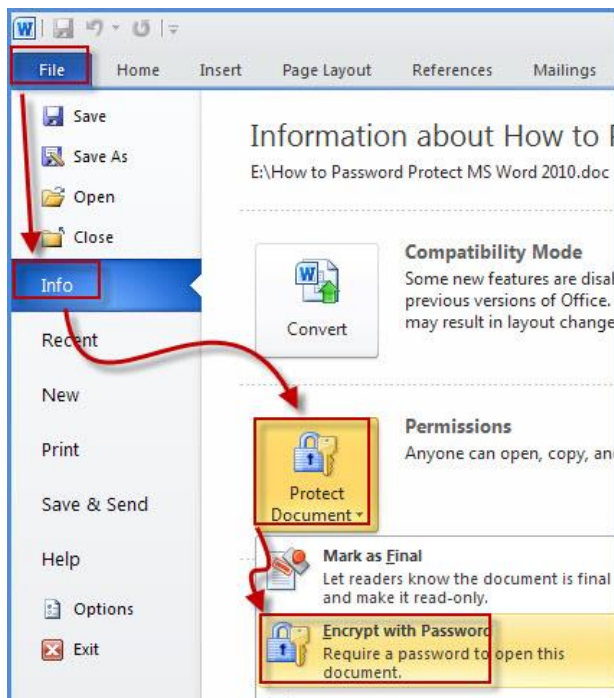 File Home Insert Page Layout References Mailings
Save
Save As
Open
Close
Info
Recent
New
Print
Save & Send
Help
Options
Exit
Information about How to
E:\How to Password Protect MS Word 2010.doc
Convert
Compatibility Mode
Some new features are disal
previous versions of Office.
may result in layout change
Protect
Document
Permissions
Anyone can open, copy, an
Mark as Final
Let readers know the document is final
and make it read-only.
Encrypt with Password
Require a password to open this
document.